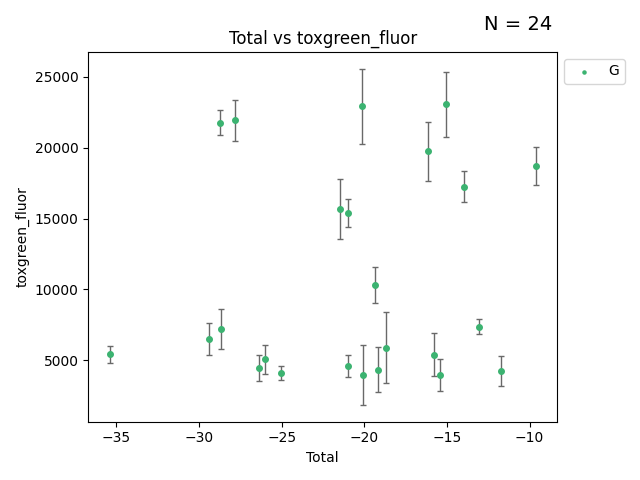 N = 24
Total vs toxgreen_fluor
G
toxgreen_fluor
25000
20000
15000
10000
5000
−35
−30
−25
−20
−15
−10
Total